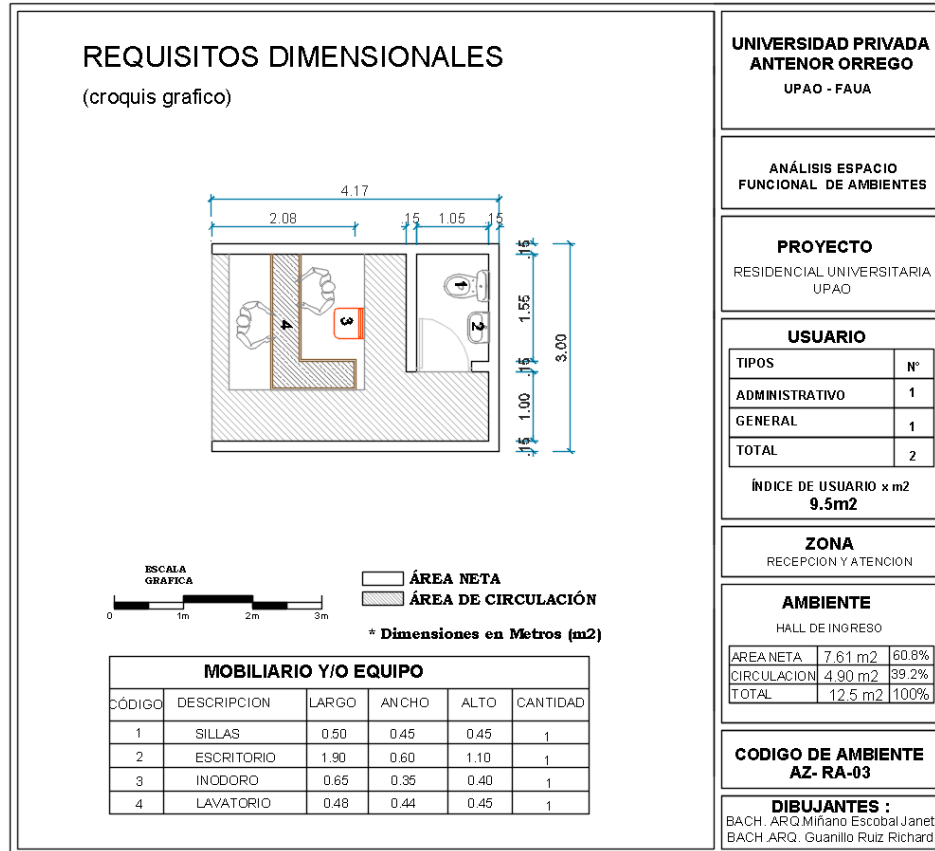 REQUISITOS DIMENSIONALES
(croquis grafico)
4.17
2.08
.15
1.05
.15
.15
1.55
.15
1.00
.15
3.00
1
2
3
4
ESCALA
GRAFICA
0
1m
2m
3m
ÁREA NETA
ÁREA DE CIRCULACIÓN
* Dimensiones en Metros (m2)
MOBILIARIO Y/O EQUIPO
CÓDIGO DESCRIPCION LARGO ANCHO ALTO CANTIDAD
1 SILLAS 0.50 0.45 0.45 1
2 ESCRITORIO 1.90 0.60 1.10 1
3 INODORO 0.65 0.35 0.40 1
4 LAVATORIO 0.48 0.44 0.45 1
UNIVERSIDAD PRIVADA
ANTENOR ORREGO
UPAO - FAUA
ANÁLISIS ESPACIO
FUNCIONAL DE AMBIENTES
PROYECTO
RESIDENCIAL UNIVERSITARIA
UPAO
USUARIO
TIPOS N°
ADMINISTRATIVO 1
GENERAL 1
TOTAL 2
ÍNDICE DE USUARIO x m2
9.5m2
ZONA
RECEPCION Y ATENCION
AMBIENTE
HALL DE INGRESO
AREA NETA 7.61 m2 60.8%
CIRCULACION 4.90 m2 39.2%
TOTAL 12.5 m2 100%
CODIGO DE AMBIENTE
AZ- RA-03
DIBUJANTES :
BACH. ARQ.Miñano Escobal Janet
BACH.ARQ. Guanillo Ruiz Richard